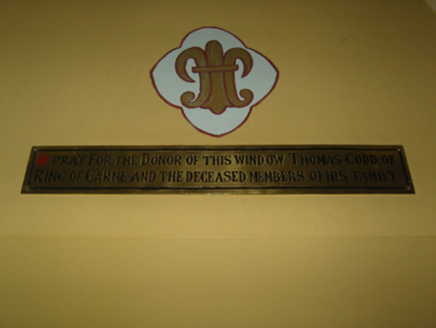 PRAY FOR THE DONOR OF THIS WINDOW THOMAS CODD OF
RING OF CARNE AND THE DECEASED MEMBERS OF HIS FAMILY